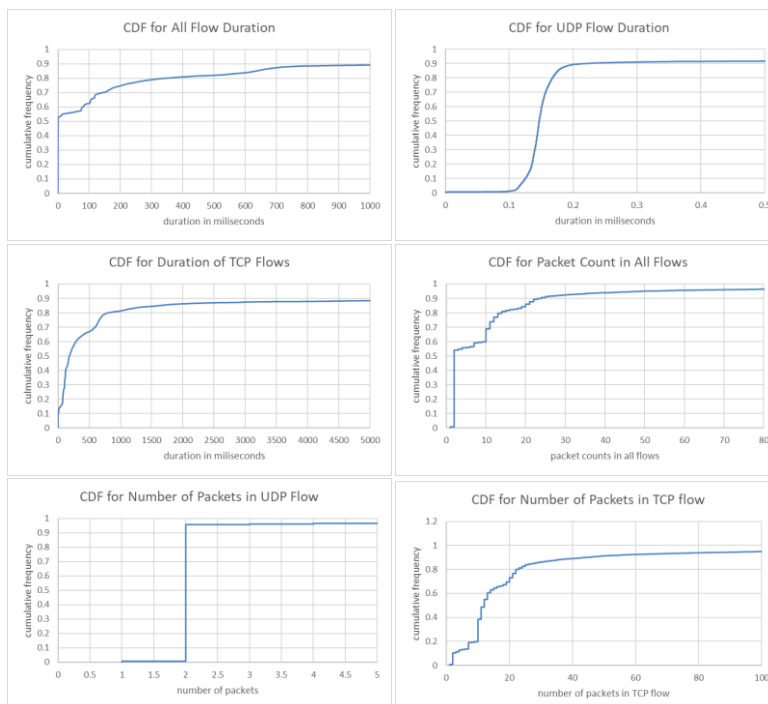 CDF for All Flow Duration
cumulative frequency
1
0.9
0.8
0.7
0.6
0.5
0.4
0.3
0.2
0.1
0
0 100 200 300 400 500 600 700 800 900 1000
duration in miliseconds
CDF for UDP Flow Duration
cumulative frequency
1
0.9
0.8
0.7
0.6
0.5
0.4
0.3
0.2
0.1
0
0 0.1 0.2 0.3 0.4 0.5
duration in miliseconds
CDF for Duration of TCP Flows
culmulative frequency
1
0.9
0.8
0.7
0.6
0.5
0.4
0.3
0.2
0.1
0
0 500 1000 1500 2000 2500 3000 3500 4000 4500 5000
duration in miliseconds
CDF for Packet Count in All Flows
cumulative frequency
1
0.9
0.8
0.7
0.6
0.5
0.4
0.3
0.2
0.1
0
0 10 20 30 40 50 60 70 80
packet counts in all flows
CDF for Number of Packets in UDP Flow
cumulative frequency
1
0.9
0.8
0.7
0.6
0.5
0.4
0.3
0.2
0.1
0
0 0.5 1 1.5 2 2.5 3 3.5 4 4.5 5
number of packets
CDF for Number of Packets in TCP flow
cumulative frequency
1.2
1
0.8
0.6
0.4
0.2
0
0 20 40 60 80 100
number of packets in TCP flow